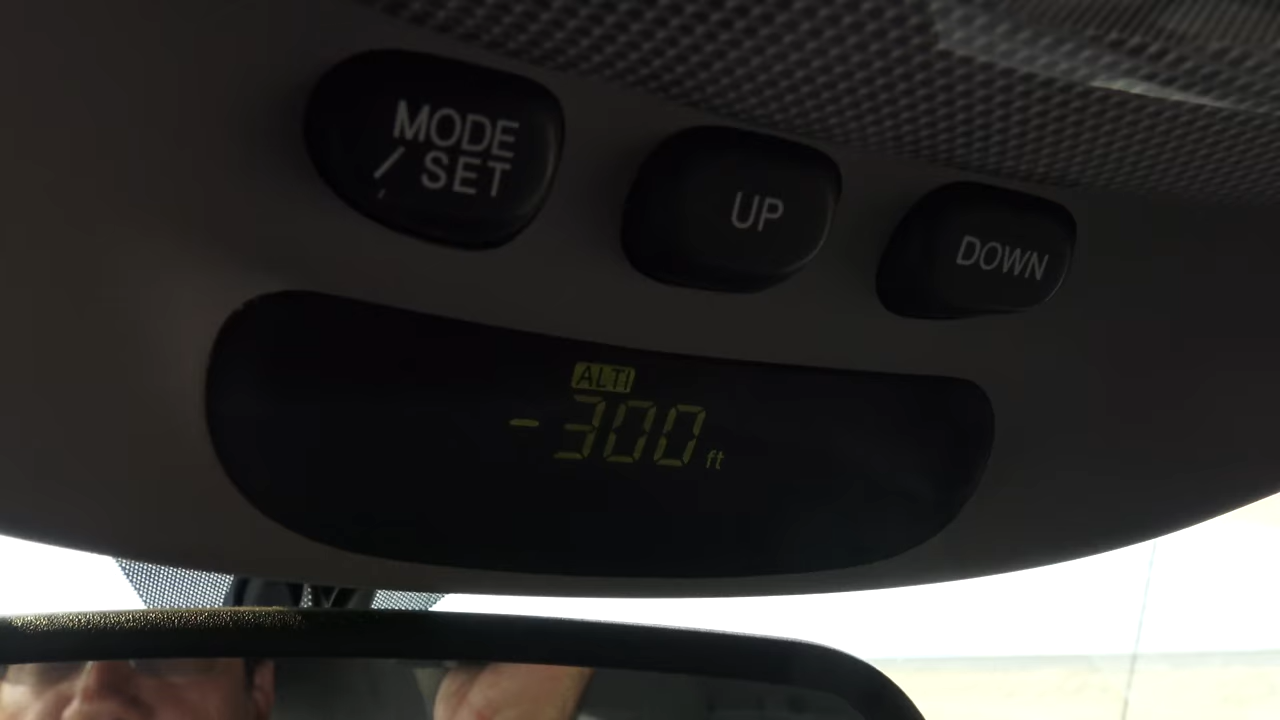 MODE
/ SET
UP
DOWN
ALTI
-300 ft